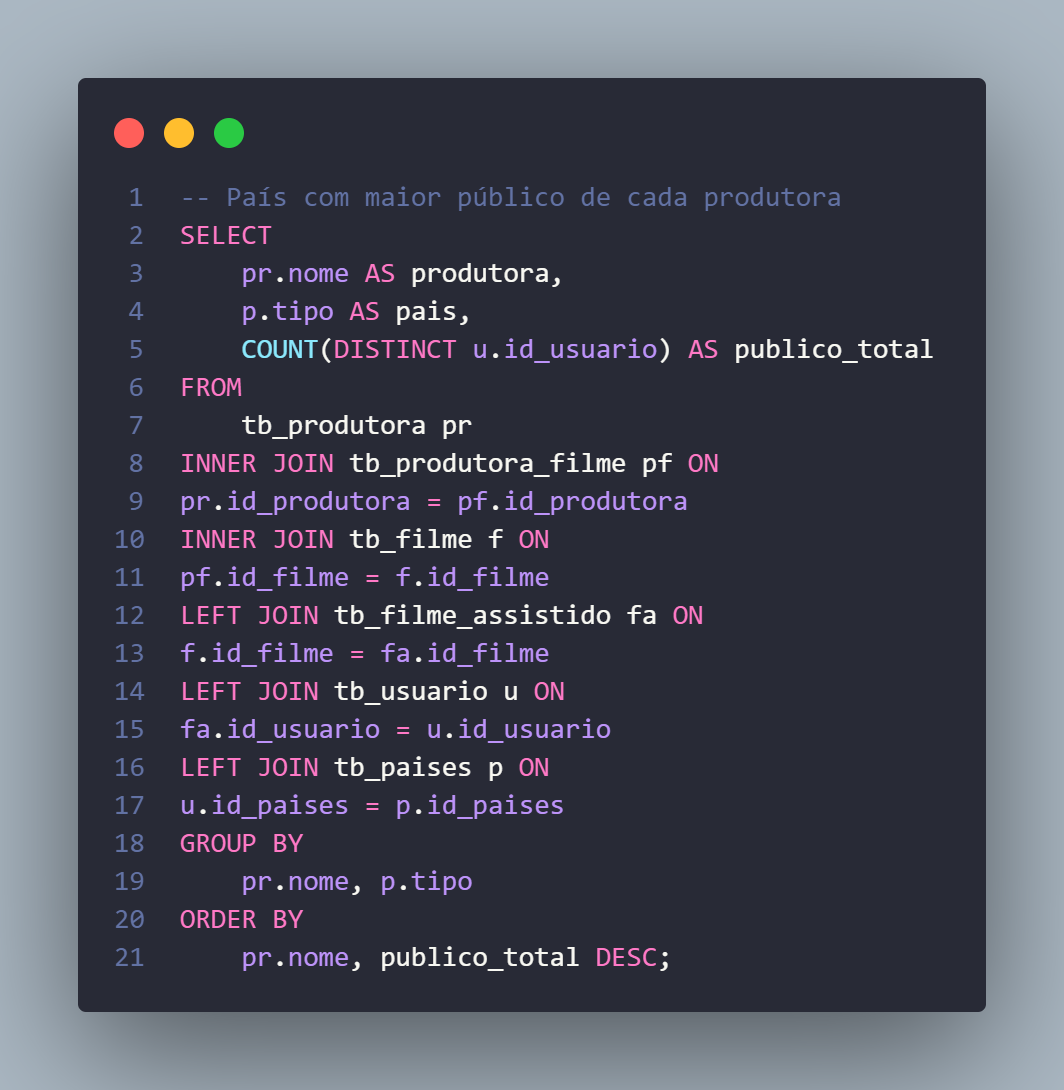 1 -- País com maior público de cada produtora
2 SELECT
3     pr.nome AS produtora,
4     p.tipo AS pais,
5     COUNT(DISTINCT u.id_usuario) AS publico_total
6 FROM
7     tb_produtora pr
8 INNER JOIN tb_produtora_filme pf ON
9 pr.id_produtora = pf.id_produtora
10 INNER JOIN tb_filme f ON
11 pf.id_filme = f.id_filme
12 LEFT JOIN tb_filme_assistido fa ON
13 f.id_filme = fa.id_filme
14 LEFT JOIN tb_usuario u ON
15 fa.id_usuario = u.id_usuario
16 LEFT JOIN tb_paises p ON
17 u.id_paises = p.id_paises
18 GROUP BY
19     pr.nome, p.tipo
20 ORDER BY
21     pr.nome, publico_total DESC;